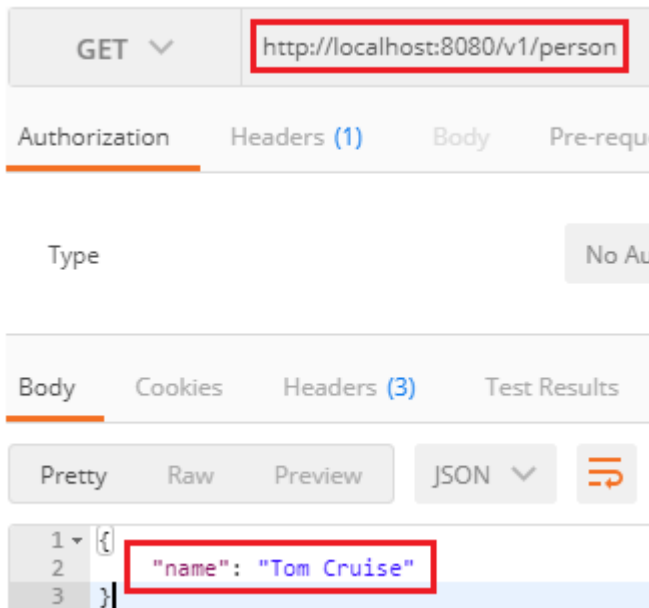 GET http://localhost:8080/v1/person
Authorization Headers (1) Body Pre-requ
Type No Au
Body Cookies Headers (3) Test Results
Pretty Raw Preview JSON
1 {
2 "name": "Tom Cruise"
3 }